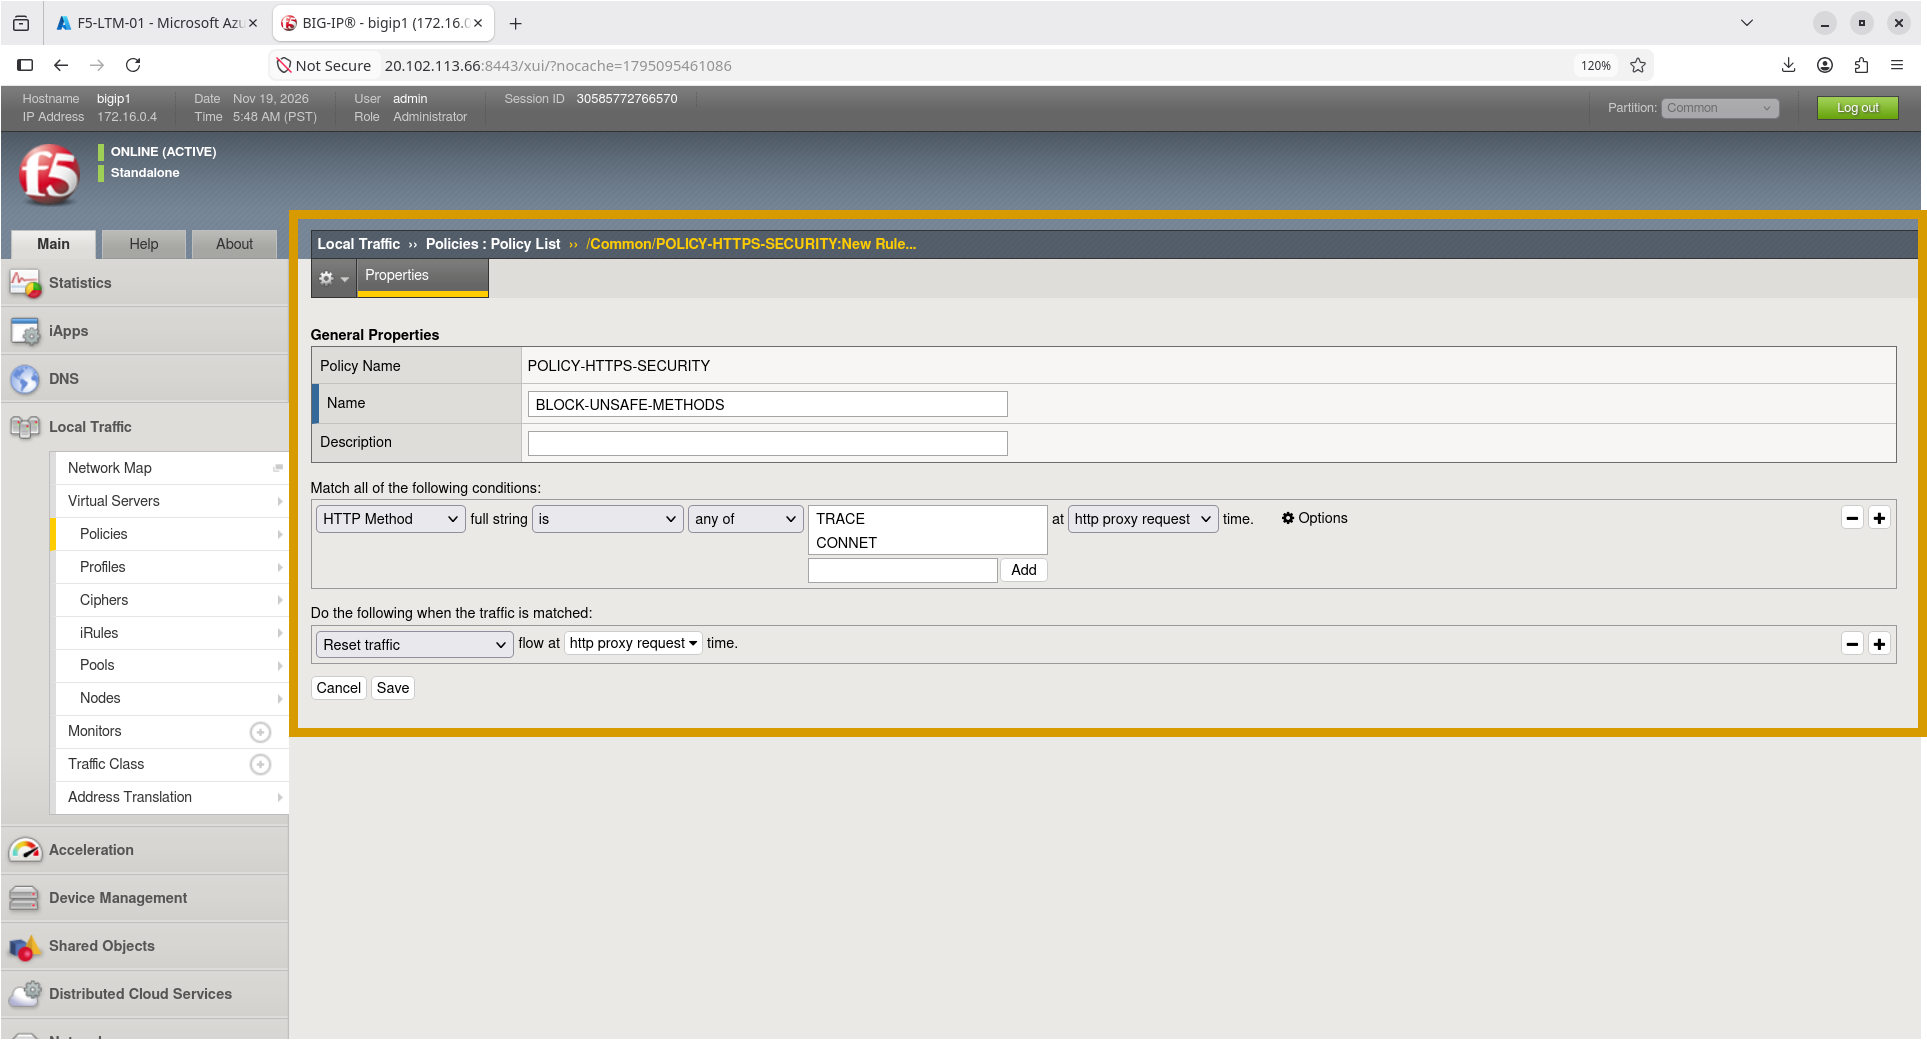 F5-LTM-01 - Microsoft Azu
BIG-IP® - bigip1 (172.16.0
Not Secure 20.102.113.66:8443/xui/?nocache=1795095461086 120%
Hostname bigip1 Date Nov 19, 2026 User admin Session ID 30585772766570
IP Address 172.16.0.4 Time 5:48 AM (PST) Role Administrator
Partition: Common Log out
f5
ONLINE (ACTIVE)
Standalone
Main Help About
Statistics
iApps
DNS
Local Traffic
Network Map
Virtual Servers
Policies
Profiles
Ciphers
iRules
Pools
Nodes
Monitors
Traffic Class
Address Translation
Acceleration
Device Management
Shared Objects
Distributed Cloud Services
Local Traffic ›› Policies : Policy List ›› /Common/POLICY-HTTPS-SECURITY:New Rule...
Properties
General Properties
Policy Name POLICY-HTTPS-SECURITY
Name BLOCK-UNSAFE-METHODS
Description
Match all of the following conditions:
HTTP Method full string is any of TRACE at http proxy request time. Options
CONNET
Add
Do the following when the traffic is matched:
Reset traffic flow at http proxy request time.
Cancel Save